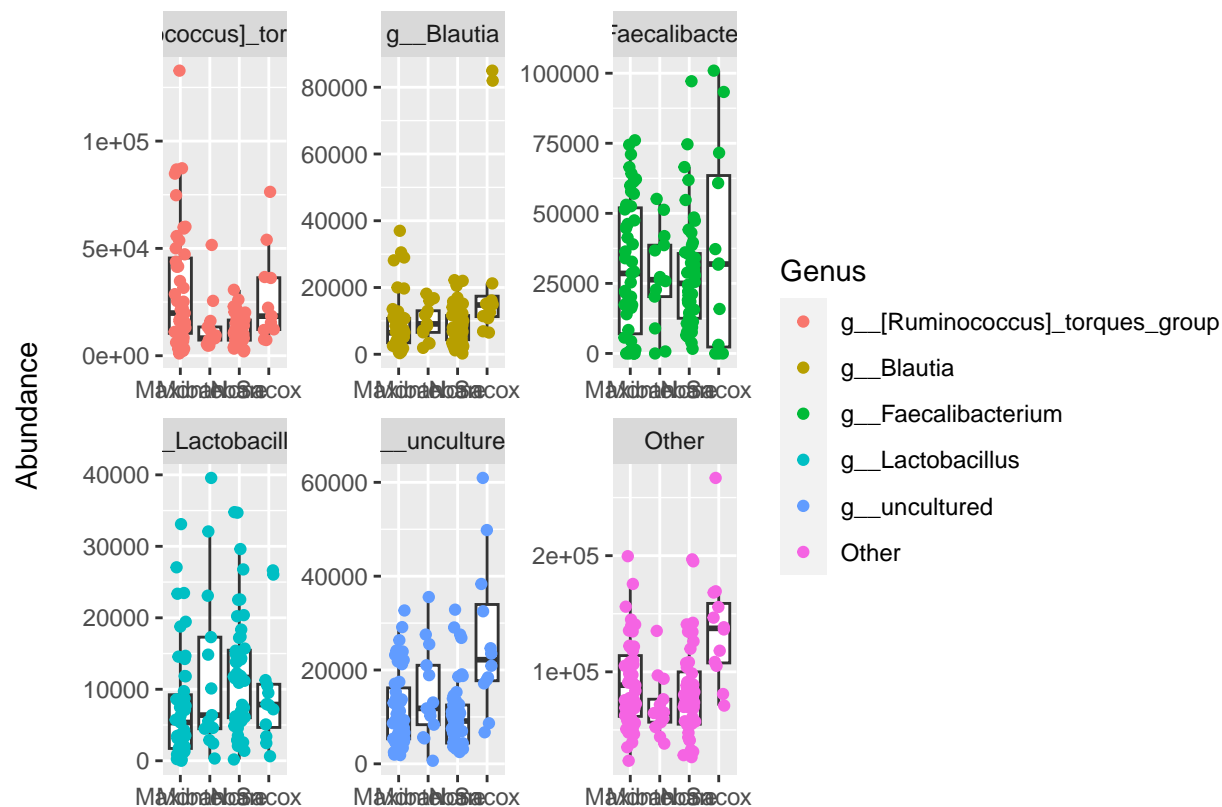 g__Blautia
1e+05
5e+04
0e+00
80000
60000
40000
20000
0
100000
75000
50000
25000
0
Abundance
Other
40000
30000
20000
10000
0
60000
40000
20000
0
2e+05
1e+05
Genus
g__[Ruminococcus]_torques_group
g__Blautia
g__Faecalibacterium
g__Lactobacillus
g__uncultured
Other